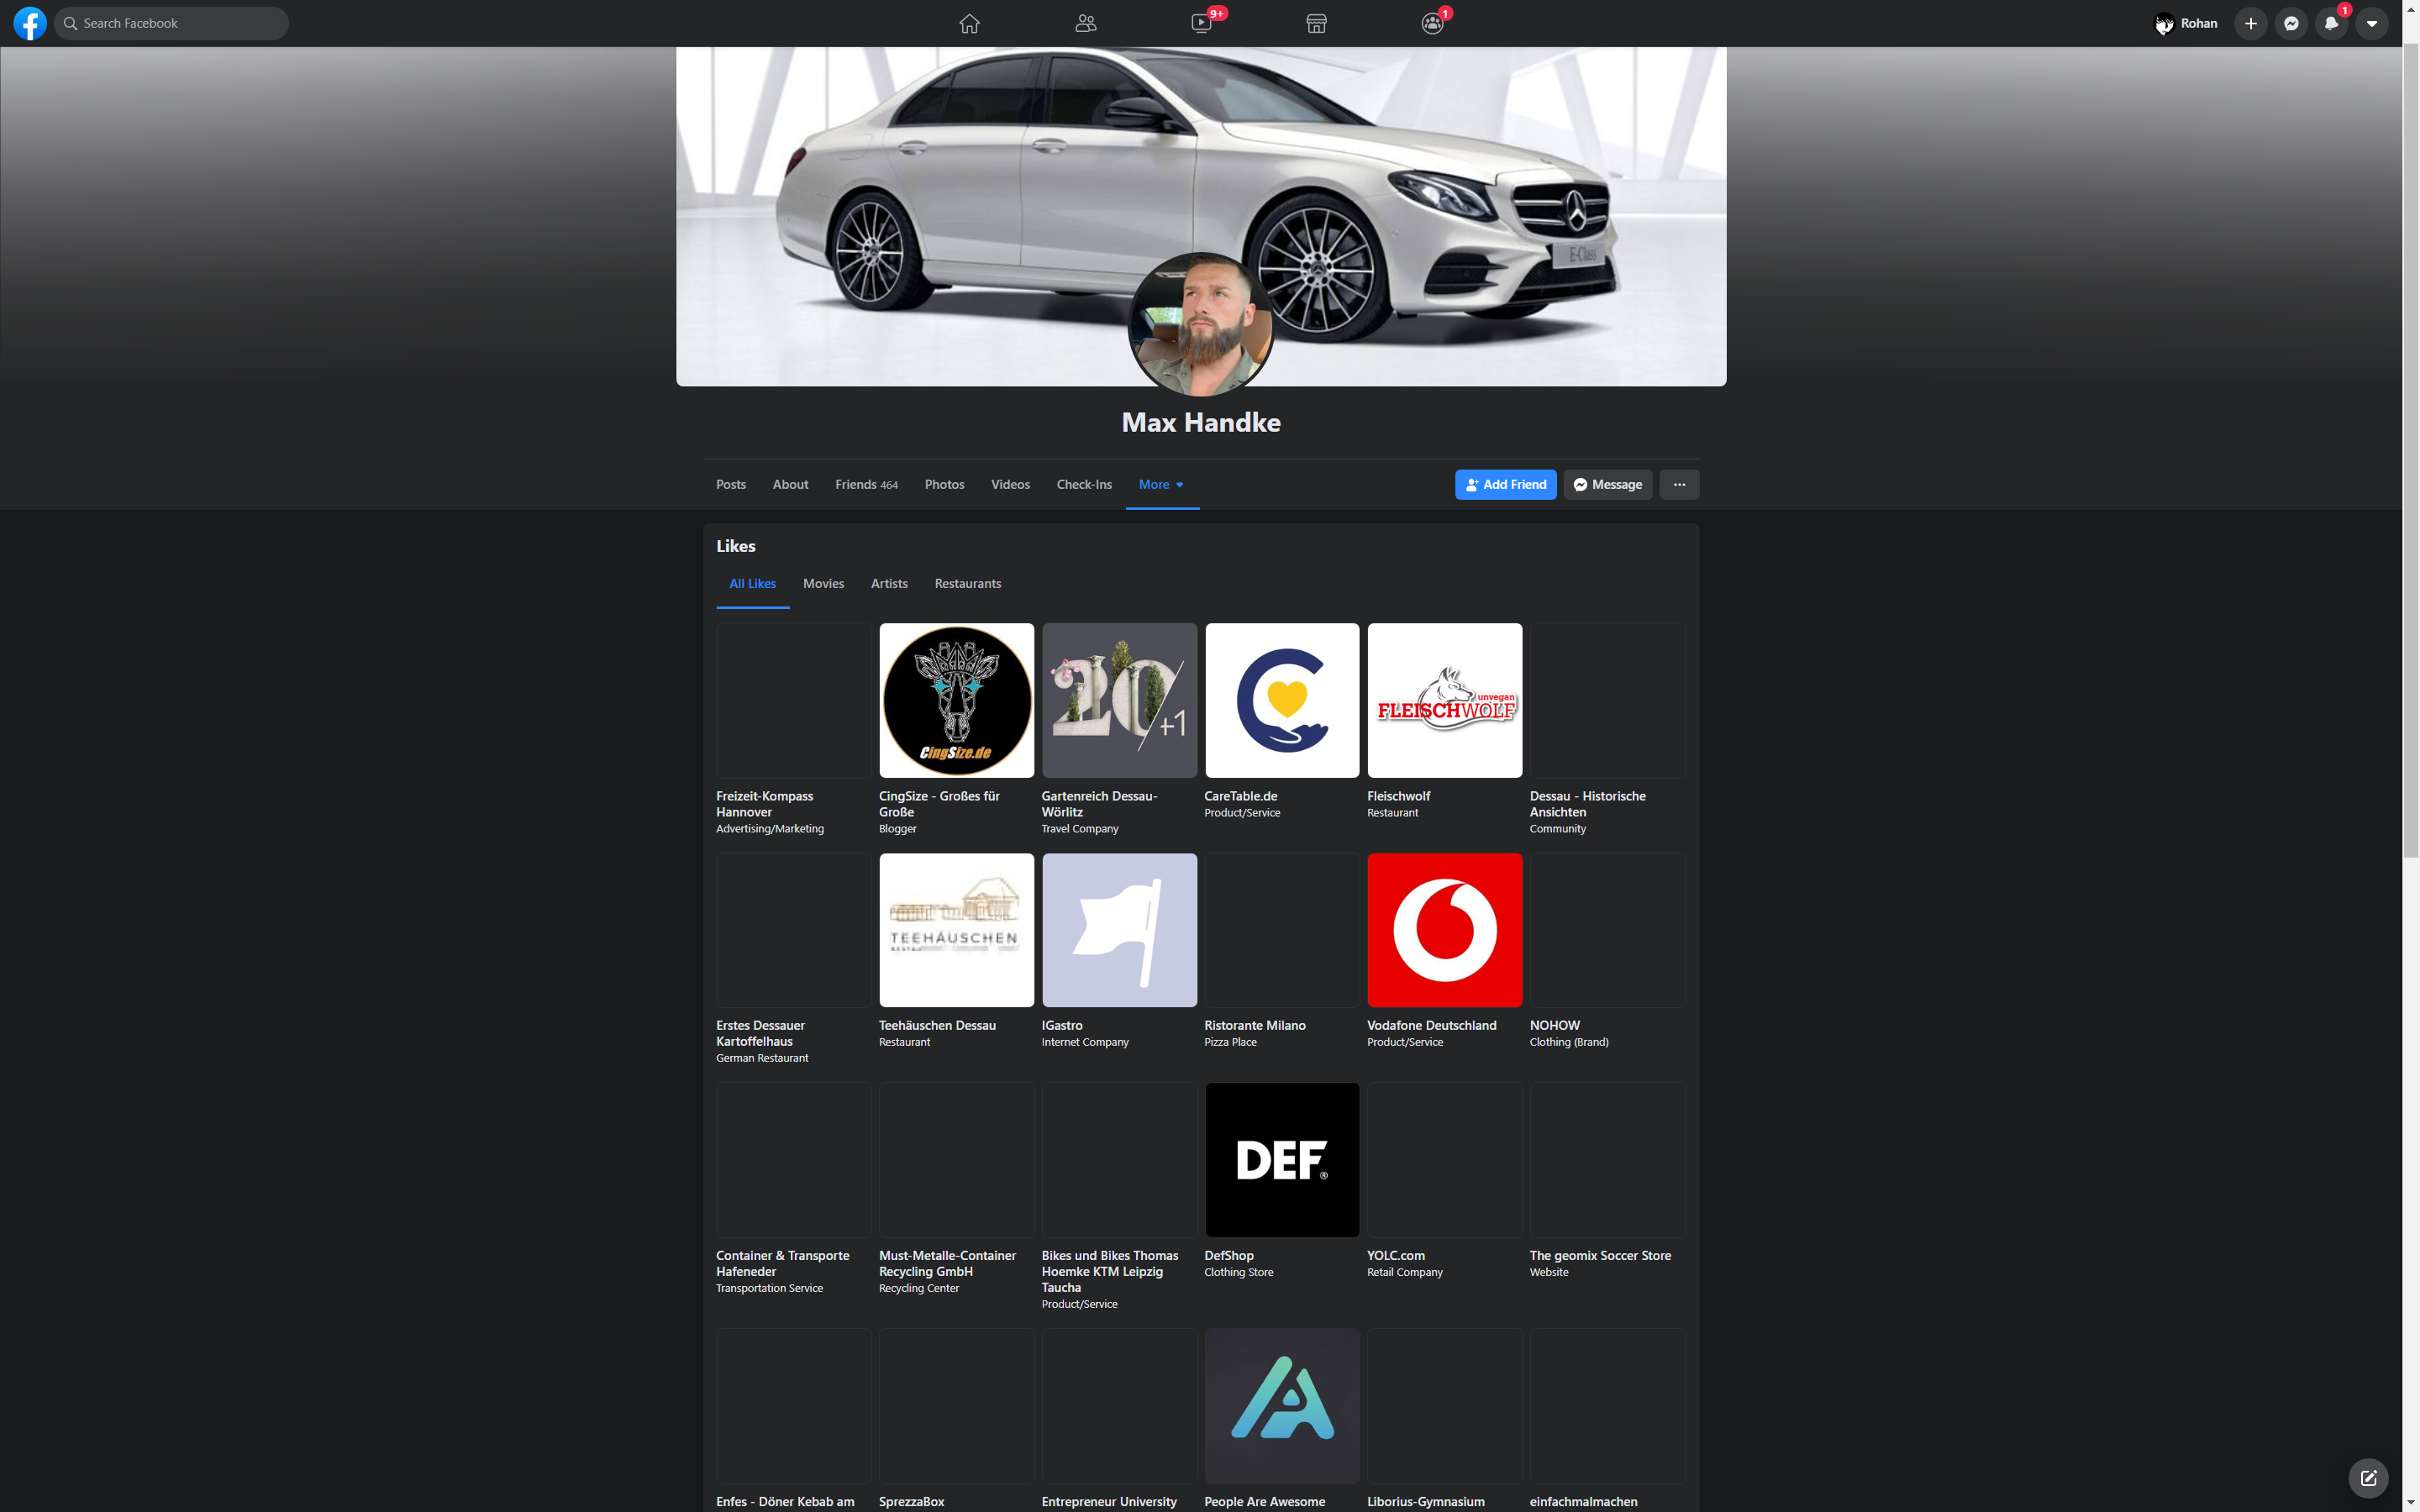 Search Facebook
9+
1
Rohan
1
E-Class
Max Handke
Posts
About
Friends 464
Photos
Videos
Check-Ins
More
Add Friend
Message
Likes
All Likes
Movies
Artists
Restaurants
CingSize.de
20/+1
unvegan
FLEISCHWOLF
Freizeit-Kompass
Hannover
Advertising/Marketing
CingSize - Großes für
Große
Blogger
Gartenreich Dessau-
Wörlitz
Travel Company
CareTable.de
Product/Service
Fleischwolf
Restaurant
Dessau - Historische
Ansichten
Community
TEEHÄUSCHEN
Erstes Dessauer
Kartoffelhaus
German Restaurant
Teehäuschen Dessau
Restaurant
IGastro
Internet Company
Ristorante Milano
Pizza Place
Vodafone Deutschland
Product/Service
NOHOW
Clothing (Brand)
DEF®
Container & Transporte
Hafeneder
Transportation Service
Must-Metalle-Container
Recycling GmbH
Recycling Center
Bikes und Bikes Thomas
Hoemke KTM Leipzig
Taucha
Product/Service
DefShop
Clothing Store
YOLC.com
Retail Company
The geomix Soccer Store
Website
Enfes - Döner Kebab am
SprezzaBox
Entrepreneur University
People Are Awesome
Liborius-Gymnasium
einfachmalmachen